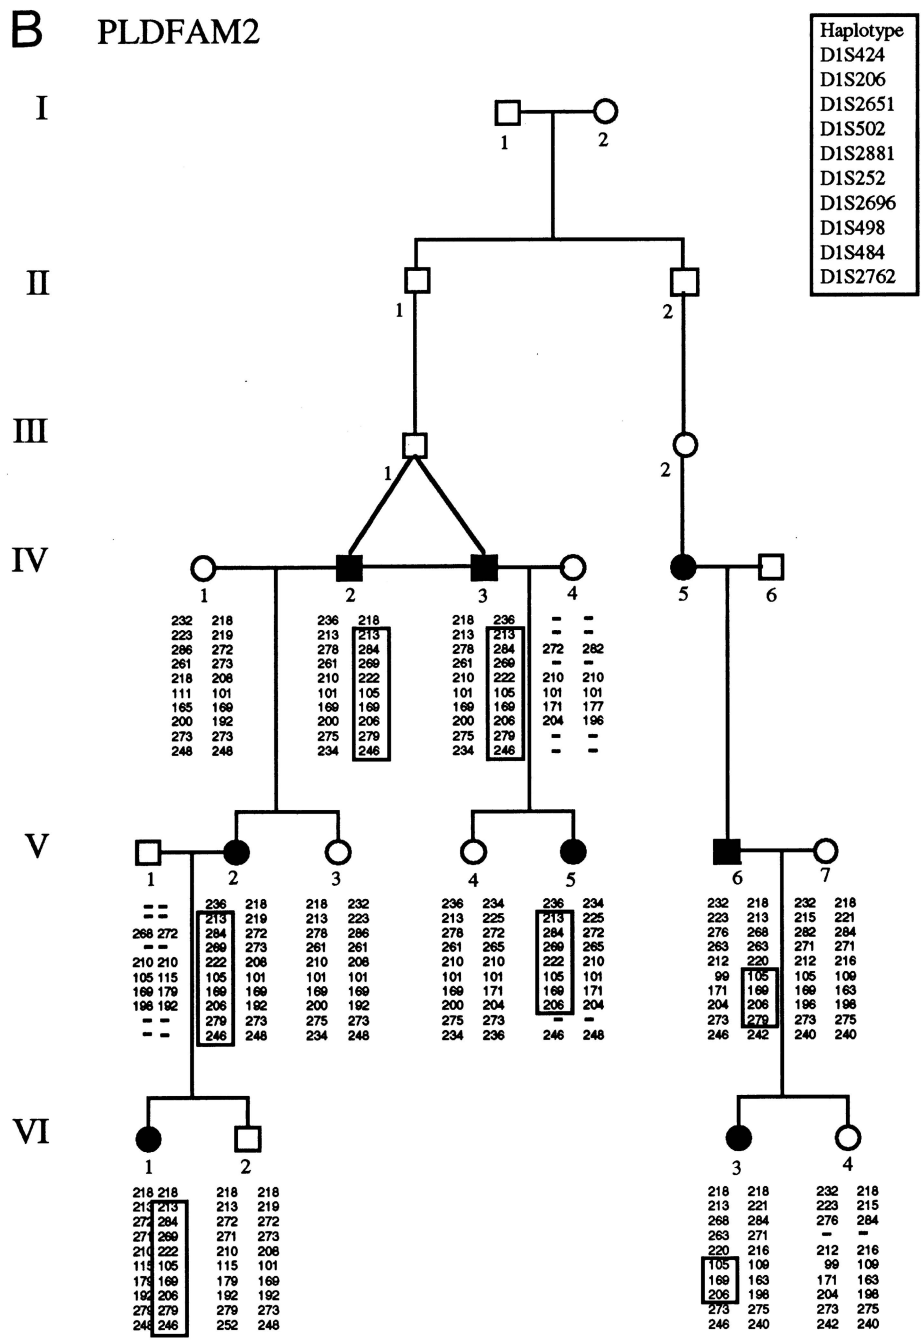 B PLDFAM2
Haplotype
D1S424
D1S206
D1S2651
D1S502
D1S2881
D1S252
D1S2696
D1S498
D1S484
D1S2762
I
1 2
II
1 2
III
1 2
IV
1 2 3 4 5 6
232 218 236 218 218 236 - -
223 219 213 213 213 213 - -
286 272 278 284 278 284 272 282
261 273 261 269 261 269 - -
218 208 210 222 210 222 210 210
111 101 101 105 101 105 101 101
165 169 169 169 169 169 171 177
200 192 200 206 200 206 204 196
273 273 275 279 275 279 - -
248 248 234 246 234 246 - -
V
1 2 3 4 5 6 7
- - 236 218 218 232 236 234 236 234 232 218 232 218
- - 213 219 213 223 213 225 213 225 223 213 215 221
268 272 284 272 278 286 278 272 284 272 276 268 282 284
- - 269 273 261 261 261 265 269 265 263 263 271 271
210 210 222 208 210 208 210 210 222 210 212 220 212 216
105 115 105 101 101 101 101 101 105 101 99 105 105 109
169 179 169 169 169 169 169 171 169 171 171 169 169 163
198 192 206 192 200 192 200 204 206 204 204 206 196 198
- - 279 273 275 273 275 273 - - 273 279 273 275
- - 246 248 234 248 234 236 246 248 246 242 240 240
VI
1 2 3 4
218 218 218 218 218 218 232 218
213 213 213 219 213 221 223 215
272 284 272 272 268 284 276 284
271 269 271 273 263 271 - -
210 222 210 208 220 216 212 216
115 105 115 101 105 109 99 109
179 169 179 169 169 163 171 163
192 206 192 192 206 198 204 198
279 279 279 273 273 275 273 275
248 246 252 248 246 240 242 240